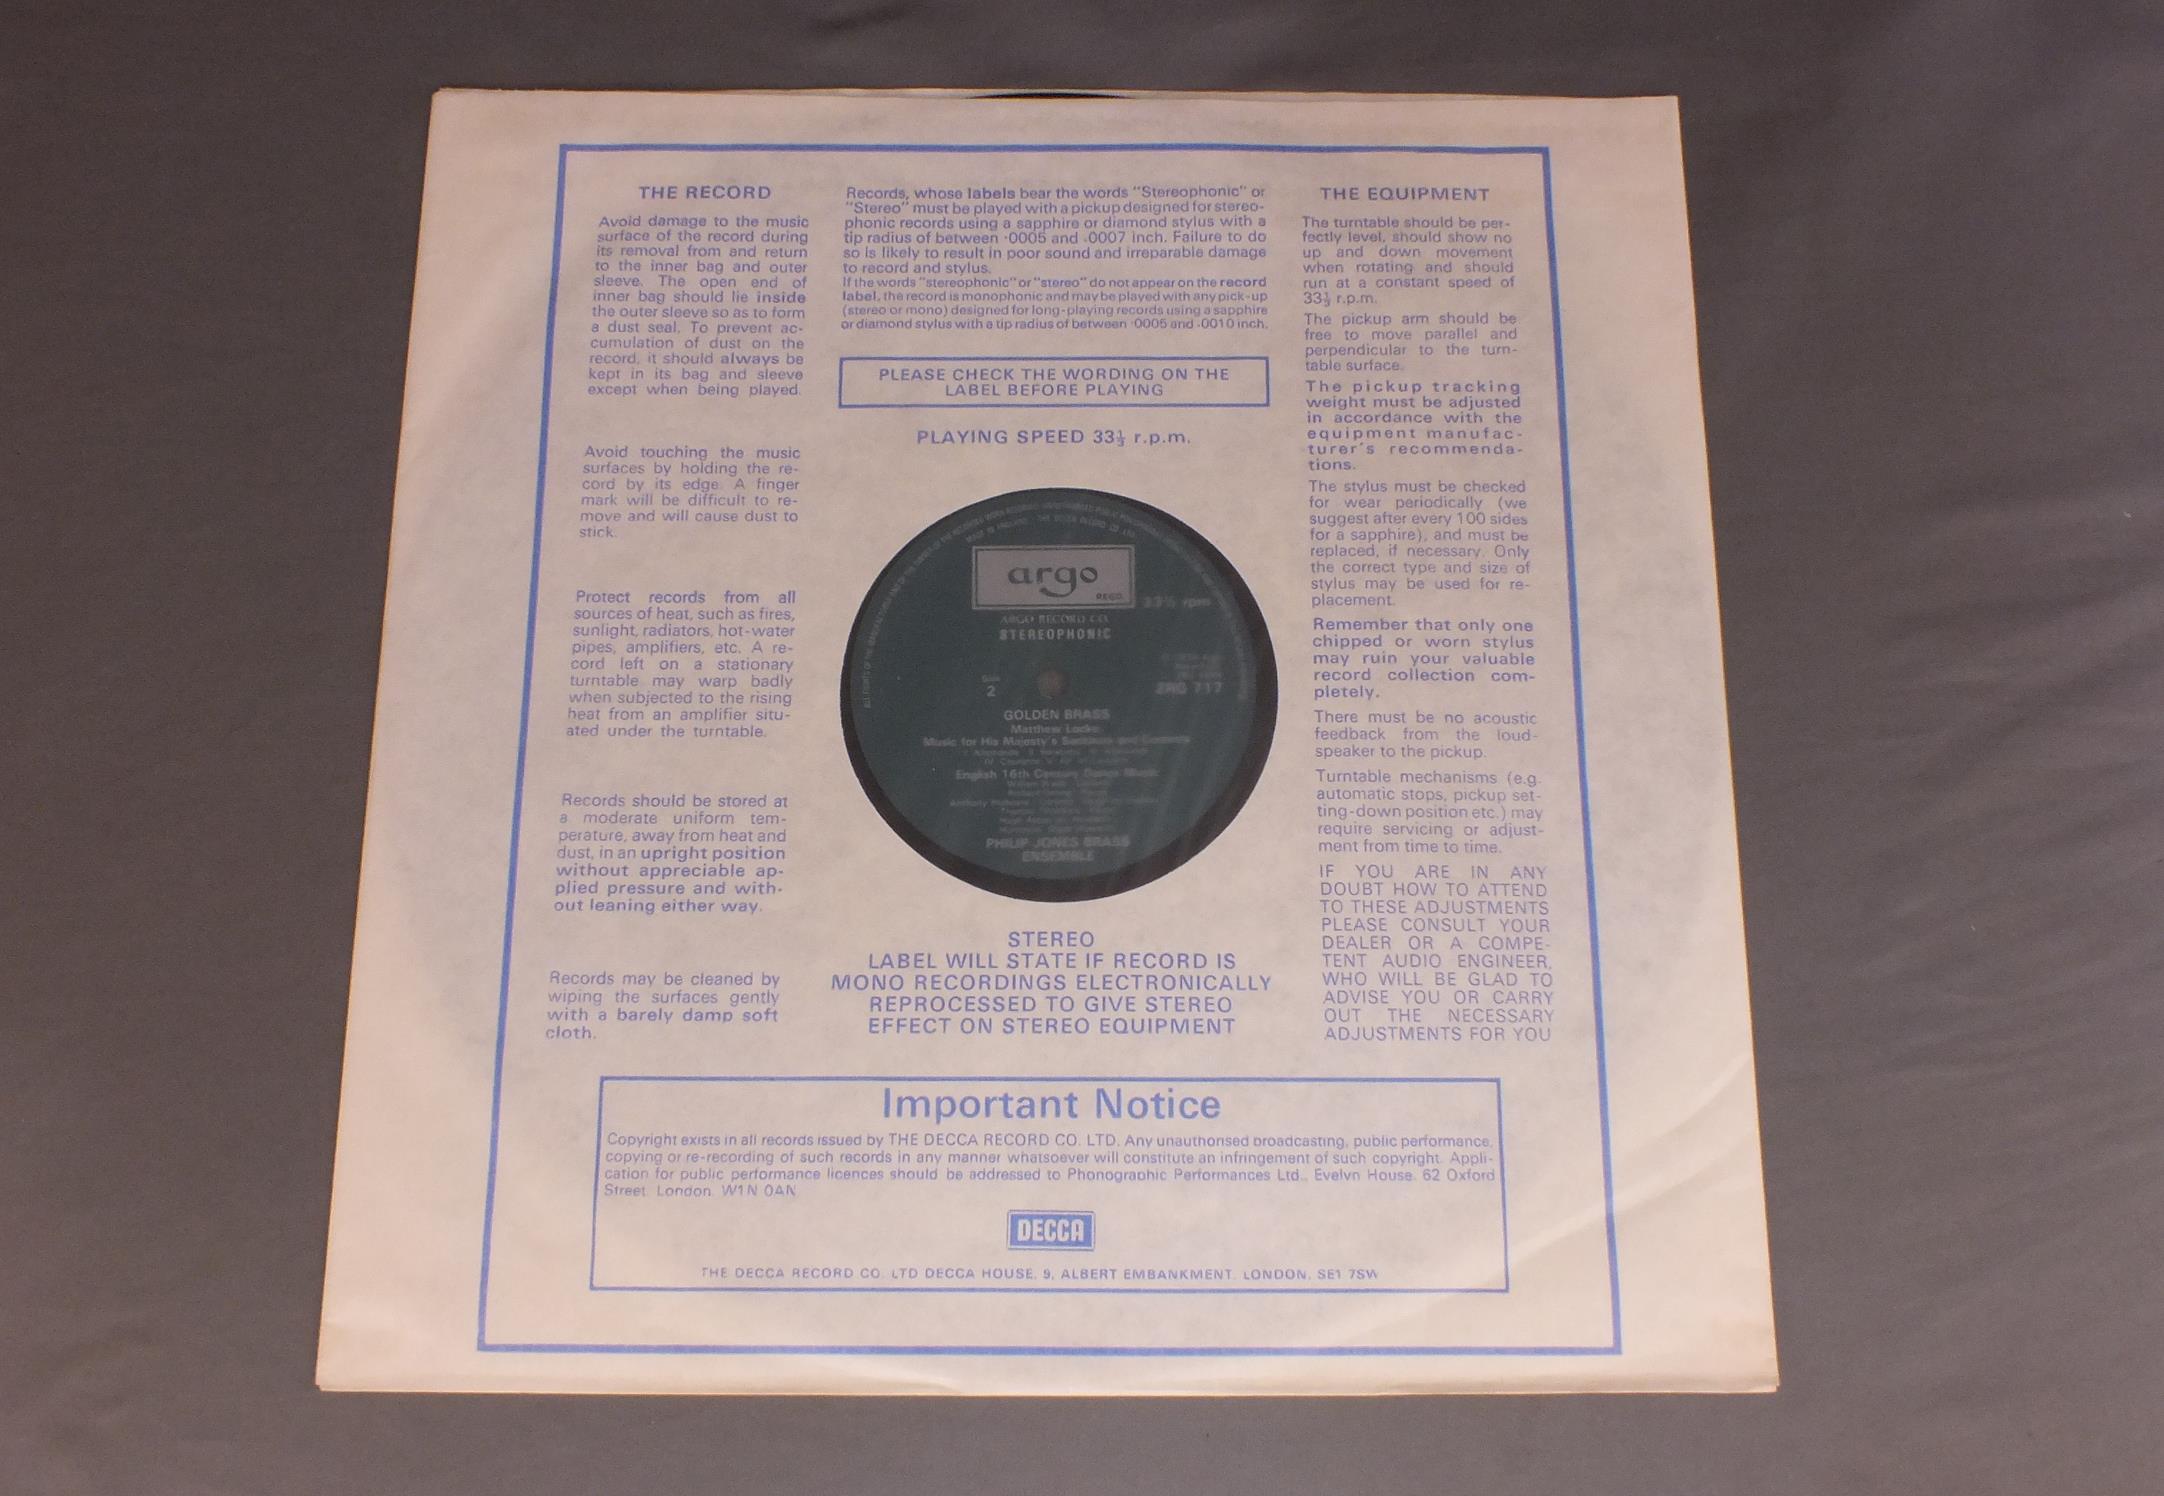 THE RECORD
Avoid damage to the music
surface of the record during
its removal from and return
to the inner bag and outer
sleeve. The open end of
inner bag should lie inside
the outer sleeve so as to form
a dust seal. To prevent ac-
cumulation of dust on the
record, it should always be
kept in its bag and sleeve
except when being played.
Avoid touching the music
surfaces by holding the re-
cord by its edge. A finger
mark will be difficult to re-
move and will cause dust to
stick.
Protect records from all
sources of heat, such as fires,
sunlight, radiators, hot-water
pipes, amplifiers, etc. A re-
cord left on a stationary
turntable may warp badly
when subjected to the rising
heat from an amplifier situ-
ated under the turntable.
Records should be stored at
a moderate uniform tem-
perature, away from heat and
dust, in an upright position
without appreciable ap-
plied pressure and with-
out leaning either way.
Records may be cleaned by
wiping the surfaces gently
with a barely damp soft
cloth.
Records, whose labels bear the words "Stereophonic" or
"Stereo" must be played with a pickup designed for stereo-
phonic records using a sapphire or diamond stylus with a
tip radius of between ·0005 and ·0007 inch. Failure to do
so is likely to result in poor sound and irreparable damage
to record and stylus.
If the words "stereophonic" or "stereo" do not appear on the record
label, the record is monophonic and may be played with any pick-up
(stereo or mono) designed for long-playing records using a sapphire
or diamond stylus with a tip radius of between ·0005 and ·0010 inch.
PLEASE CHECK THE WORDING ON THE
LABEL BEFORE PLAYING
PLAYING SPEED 33⅓ r.p.m.
argo
REGD.
33⅓ rpm
ARGO RECORD CO.
STEREOPHONIC
Side
2
ZRG 717
GOLDEN BRASS
Matthew Locke
Music for His Majesty's Sackbuts and Cornetts
English 16th Century Dance Music
PHILIP JONES BRASS
ENSEMBLE
STEREO
LABEL WILL STATE IF RECORD IS
MONO RECORDINGS ELECTRONICALLY
REPROCESSED TO GIVE STEREO
EFFECT ON STEREO EQUIPMENT
THE EQUIPMENT
The turntable should be per-
fectly level, should show no
up and down movement
when rotating and should
run at a constant speed of
33⅓ r.p.m.
The pickup arm should be
free to move parallel and
perpendicular to the turn-
table surface.
The pickup tracking
weight must be adjusted
in accordance with the
equipment manufac-
turer's recommenda-
tions.
The stylus must be checked
for wear periodically (we
suggest after every 100 sides
for a sapphire), and must be
replaced, if necessary. Only
the correct type and size of
stylus may be used for re-
placement.
Remember that only one
chipped or worn stylus
may ruin your valuable
record collection com-
pletely.
There must be no acoustic
feedback from the loud-
speaker to the pickup.
Turntable mechanisms (e.g.
automatic stops, pickup set-
ting-down position etc.) may
require servicing or adjust-
ment from time to time.
IF YOU ARE IN ANY
DOUBT HOW TO ATTEND
TO THESE ADJUSTMENTS
PLEASE CONSULT YOUR
DEALER OR A COMPE-
TENT AUDIO ENGINEER,
WHO WILL BE GLAD TO
ADVISE YOU OR CARRY
OUT THE NECESSARY
ADJUSTMENTS FOR YOU
Important Notice
Copyright exists in all records issued by THE DECCA RECORD CO. LTD. Any unauthorised broadcasting, public performance,
copying or re-recording of such records in any manner whatsoever will constitute an infringement of such copyright. Appli-
cation for public performance licences should be addressed to Phonographic Performances Ltd., Evelyn House, 62 Oxford
Street, London. W1N 0AN
DECCA
THE DECCA RECORD CO. LTD DECCA HOUSE, 9, ALBERT EMBANKMENT, LONDON, SE1 7SW